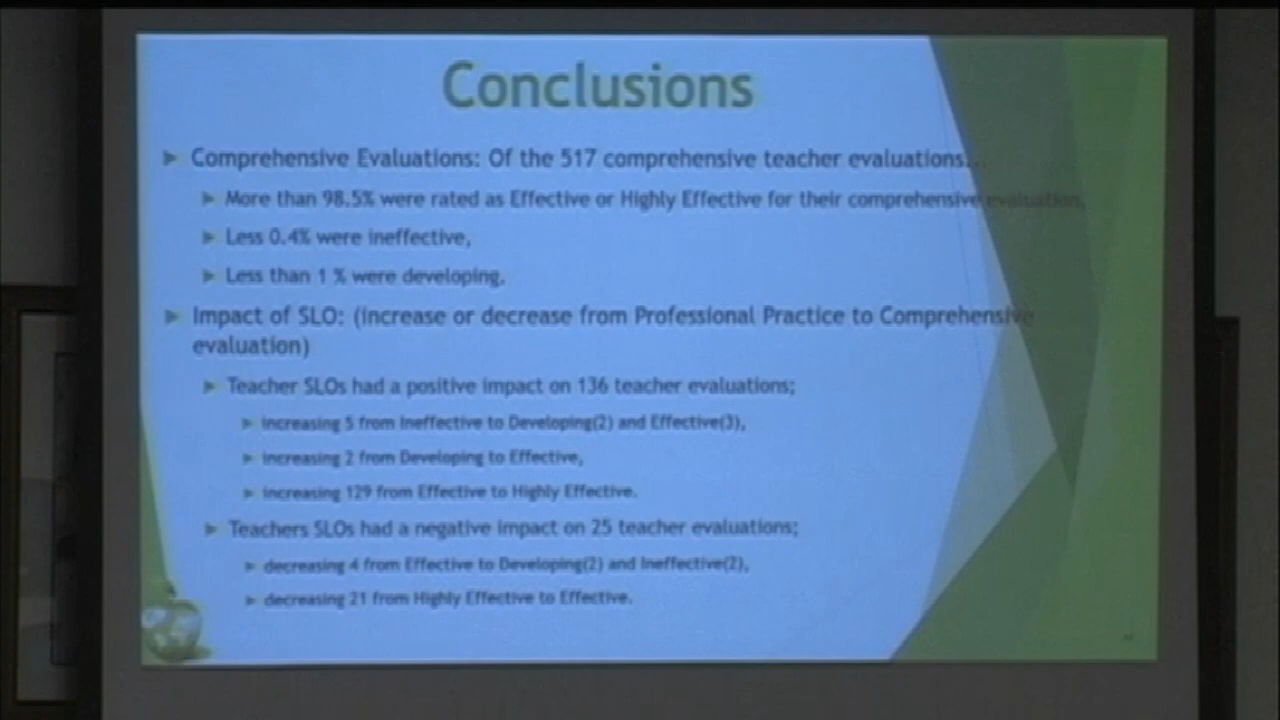 Conclusions
Comprehensive Evaluations: Of the 517 comprehensive teacher evaluations...
More than 98.5% were rated as Effective or Highly Effective for their comprehensive evaluation,
Less 0.4% were ineffective,
Less than 1 % were developing.
Impact of SLO: (increase or decrease from Professional Practice to Comprehensive
evaluation)
Teacher SLOs had a positive impact on 136 teacher evaluations;
increasing 5 from Ineffective to Developing(2) and Effective(3),
increasing 2 from Developing to Effective,
increasing 129 from Effective to Highly Effective.
Teachers SLOs had a negative impact on 25 teacher evaluations;
decreasing 4 from Effective to Developing(2) and Ineffective(2),
decreasing 21 from Highly Effective to Effective.